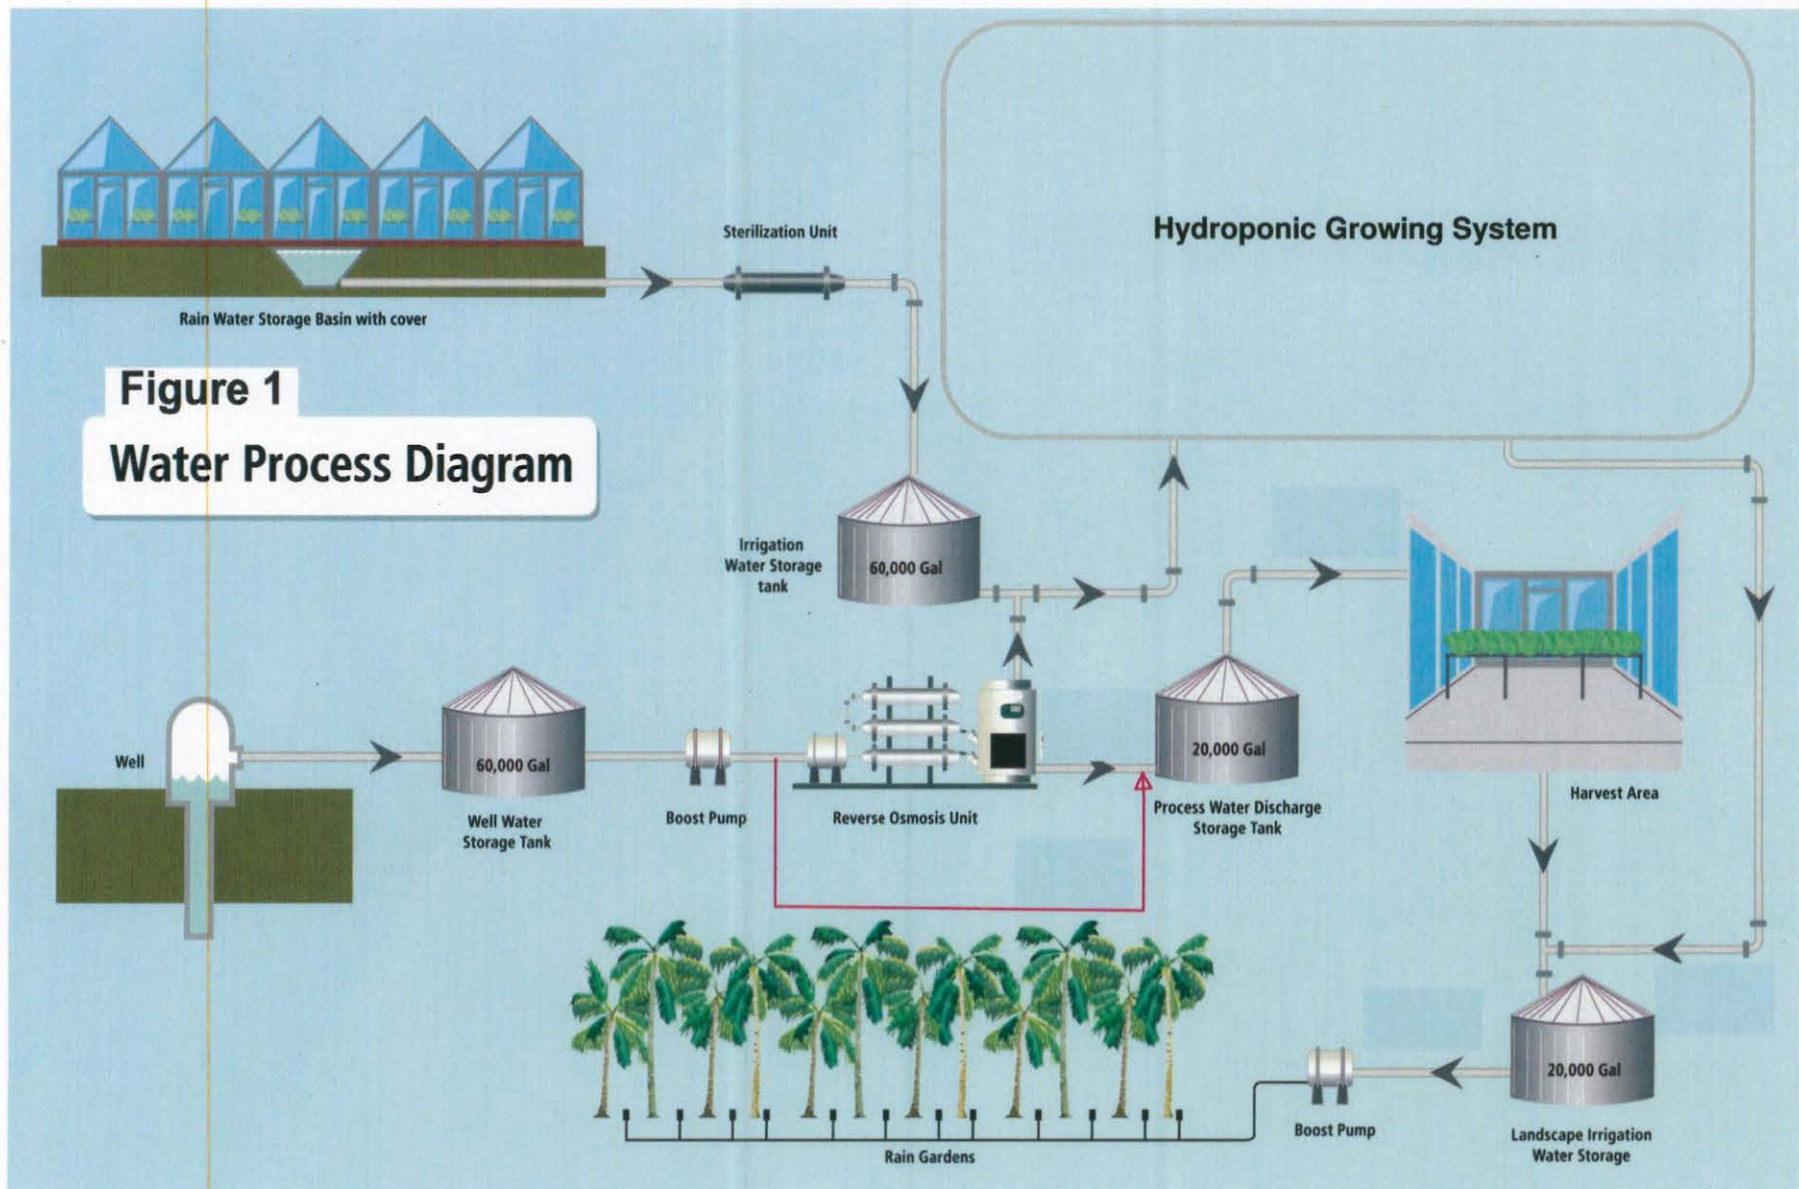 Hydroponic Growing System
Sterilization Unit
Rain Water Storage Basin with cover
Figure 1
Water Process Diagram
Irrigation
Water Storage
tank
60,000 Gal
Well
60,000 Gal
Well Water
Storage Tank
Boost Pump
Reverse Osmosis Unit
20,000 Gal
Process Water Discharge
Storage Tank
Harvest Area
20,000 Gal
Landscape Irrigation
Water Storage
Boost Pump
Rain Gardens